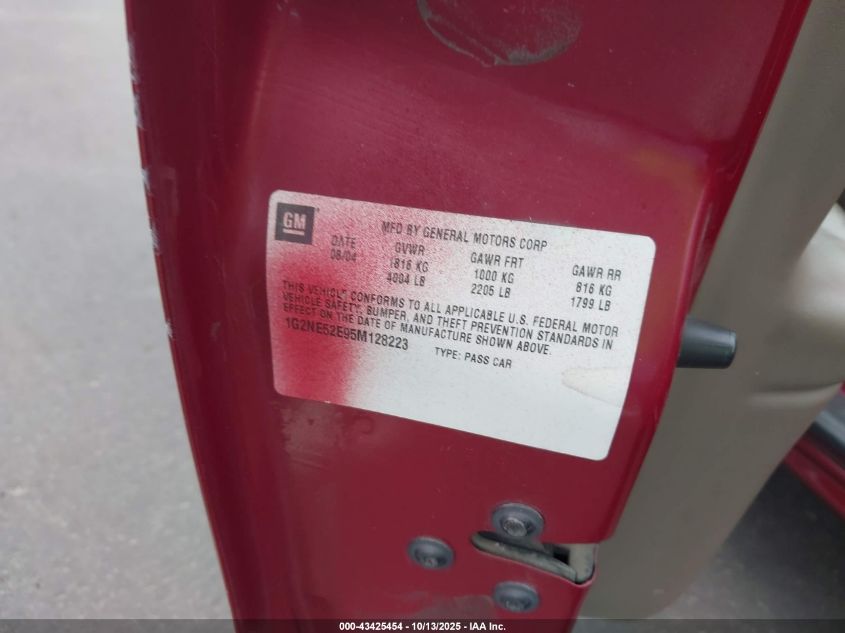 GM
MFD BY GENERAL MOTORS CORP
DATE GVWR GAWR FRT GAWR RR
08/04 1816 KG 1000 KG 816 KG
4004 LB 2205 LB 1799 LB
THIS VEHICLE CONFORMS TO ALL APPLICABLE U.S. FEDERAL MOTOR
VEHICLE SAFETY, BUMPER, AND THEFT PREVENTION STANDARDS IN
EFFECT ON THE DATE OF MANUFACTURE SHOWN ABOVE.
1G2NE52E95M128223 TYPE: PASS CAR
000-43425454 - 10/13/2025 - IAA Inc.